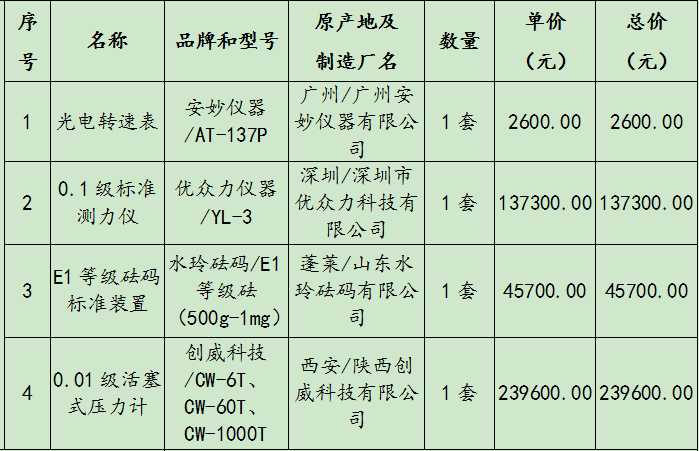 序号 名称 品牌和型号 原产地及制造厂名 数量 单价（元） 总价（元）
1 光电转速表 安妙仪器/AT-137P 广州/广州安妙仪器有限公司 1套 2600.00 2600.00
2 0.1级标准测力仪 优众力仪器/YL-3 深圳/深圳市优众力科技有限公司 1套 137300.00 137300.00
3 E1等级砝码标准装置 水玲砝码/E1等级砝（500g-1mg） 蓬莱/山东水玲砝码有限公司 1套 45700.00 45700.00
4 0.01级活塞式压力计 创威科技/CW-6T、CW-60T、CW-1000T 西安/陕西创威科技有限公司 1套 239600.00 239600.00